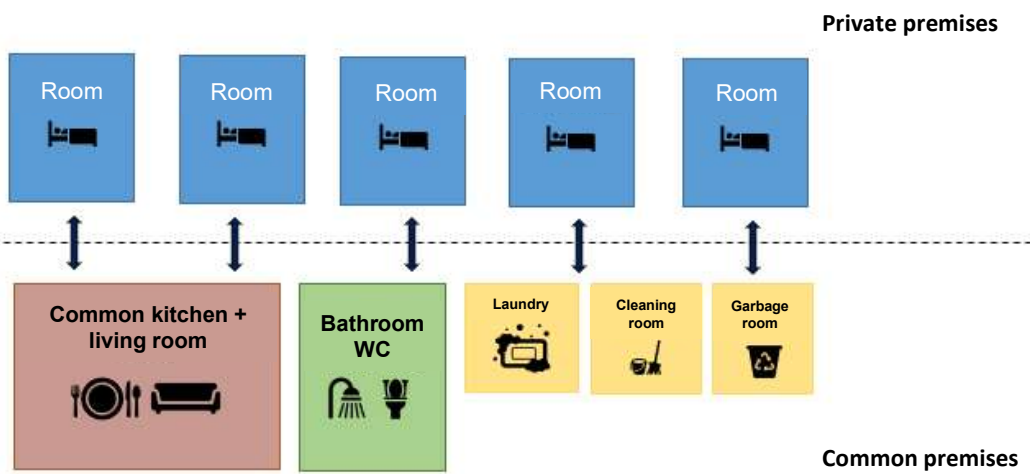 Private premises
Room
Room
Room
Room
Room
Common kitchen +
living room
Bathroom
WC
Laundry
Cleaning
room
Garbage
room
Common premises